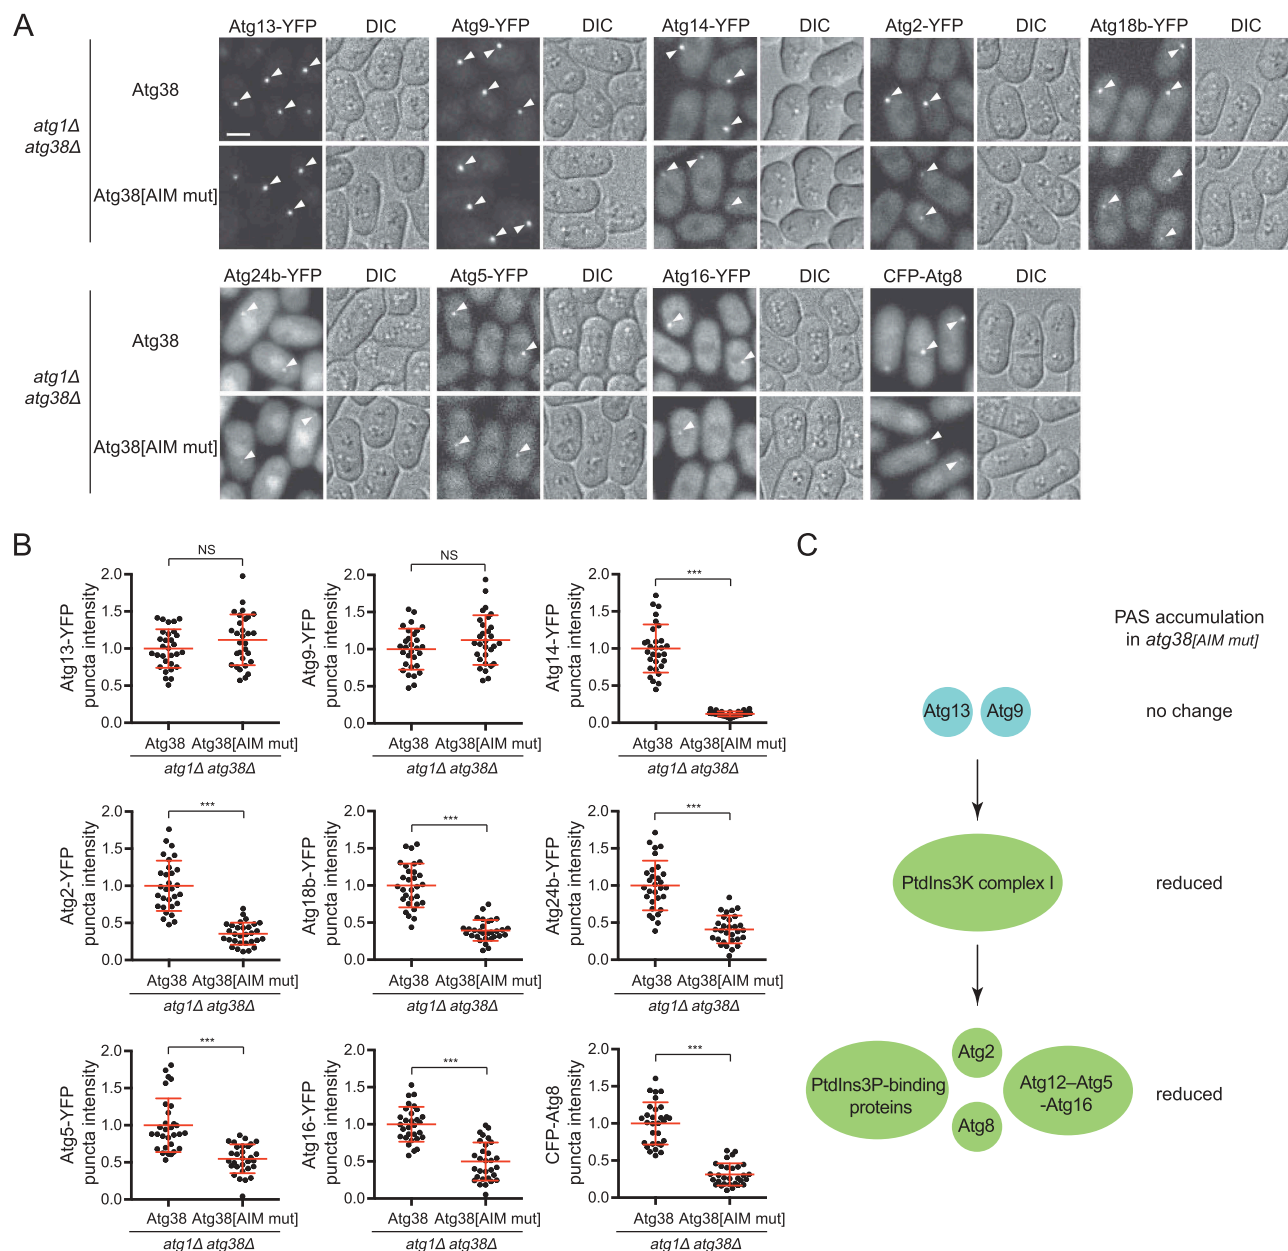 A
Atg13-YFP DIC Atg9-YFP DIC Atg14-YFP DIC Atg2-YFP DIC Atg18b-YFP DIC
Atg38
atg1Δ
atg38Δ
Atg38[AIM mut]
Atg24b-YFP DIC Atg5-YFP DIC Atg16-YFP DIC CFP-Atg8 DIC
Atg38
atg1Δ
atg38Δ
Atg38[AIM mut]
B
NS
Atg13-YFP
puncta intensity
2.0
1.5
1.0
0.5
0.0
Atg38 Atg38[AIM mut]
atg1Δ atg38Δ
NS
Atg9-YFP
puncta intensity
2.0
1.5
1.0
0.5
0.0
Atg38 Atg38[AIM mut]
atg1Δ atg38Δ
***
Atg14-YFP
puncta intensity
2.0
1.5
1.0
0.5
0.0
Atg38 Atg38[AIM mut]
atg1Δ atg38Δ
***
Atg2-YFP
puncta intensity
2.0
1.5
1.0
0.5
0.0
Atg38 Atg38[AIM mut]
atg1Δ atg38Δ
***
Atg18b-YFP
puncta intensity
2.0
1.5
1.0
0.5
0.0
Atg38 Atg38[AIM mut]
atg1Δ atg38Δ
***
Atg24b-YFP
puncta intensity
2.0
1.5
1.0
0.5
0.0
Atg38 Atg38[AIM mut]
atg1Δ atg38Δ
***
Atg5-YFP
puncta intensity
2.0
1.5
1.0
0.5
0.0
Atg38 Atg38[AIM mut]
atg1Δ atg38Δ
***
Atg16-YFP
puncta intensity
2.0
1.5
1.0
0.5
0.0
Atg38 Atg38[AIM mut]
atg1Δ atg38Δ
***
CFP-Atg8
puncta intensity
2.0
1.5
1.0
0.5
0.0
Atg38 Atg38[AIM mut]
atg1Δ atg38Δ
C
PAS accumulation
in atg38[AIM mut]
Atg13 Atg9 no change
PtdIns3K complex I reduced
Atg2
PtdIns3P-binding
proteins
Atg12–Atg5
-Atg16
Atg8
reduced